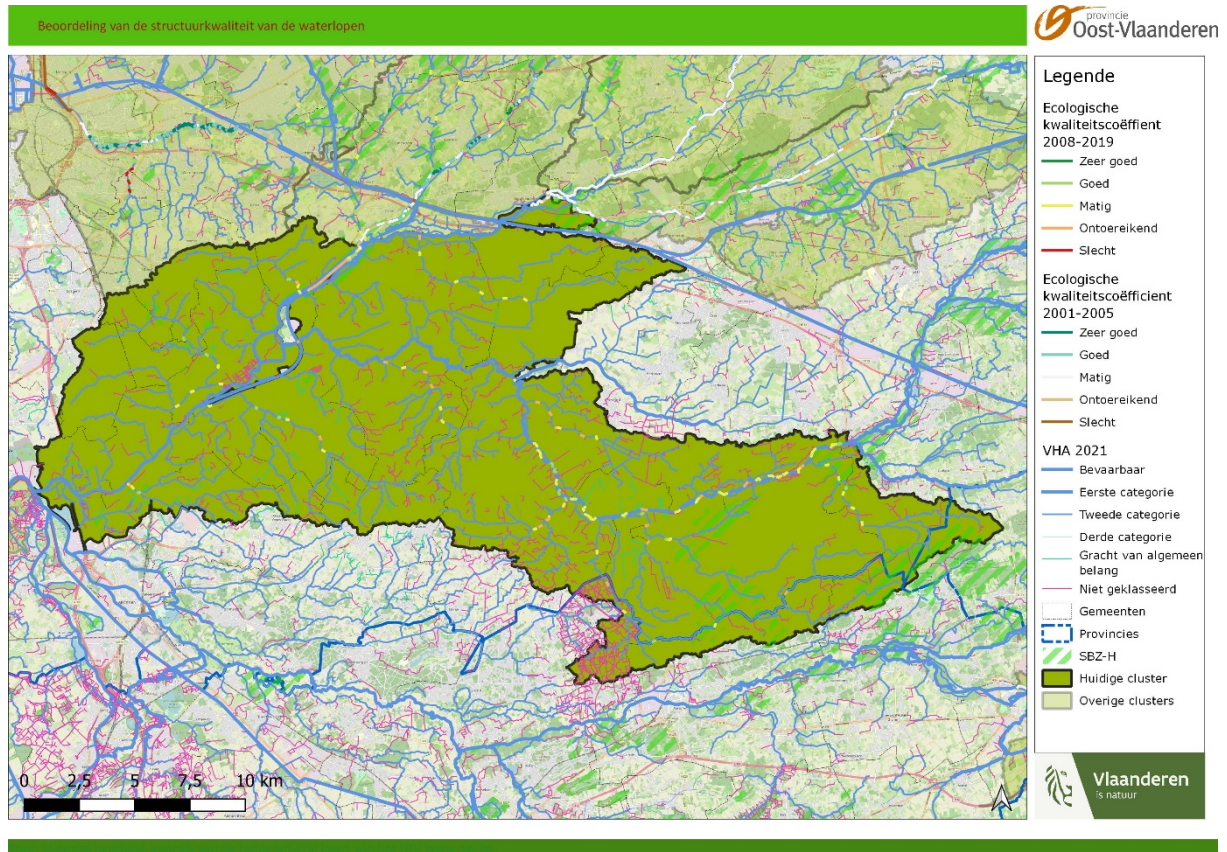 Beoordeling van de structuurkwaliteit van de waterlopen
provincie
Oost-Vlaanderen
Legende
Ecologische
kwaliteitscoëffient
2008-2019
Zeer goed
Goed
Matig
Ontoereikend
Slecht
Ecologische
kwaliteitscoëfficient
2001-2005
Zeer goed
Goed
Matig
Ontoereikend
Slecht
VHA 2021
Bevaarbaar
Eerste categorie
Tweede categorie
Derde categorie
Gracht van algemeen
belang
Niet geklasseerd
Gemeenten
Provincies
SBZ-H
Huidige cluster
Overige clusters
0 2,5 5 7,5 10 km
Vlaanderen
is natuur